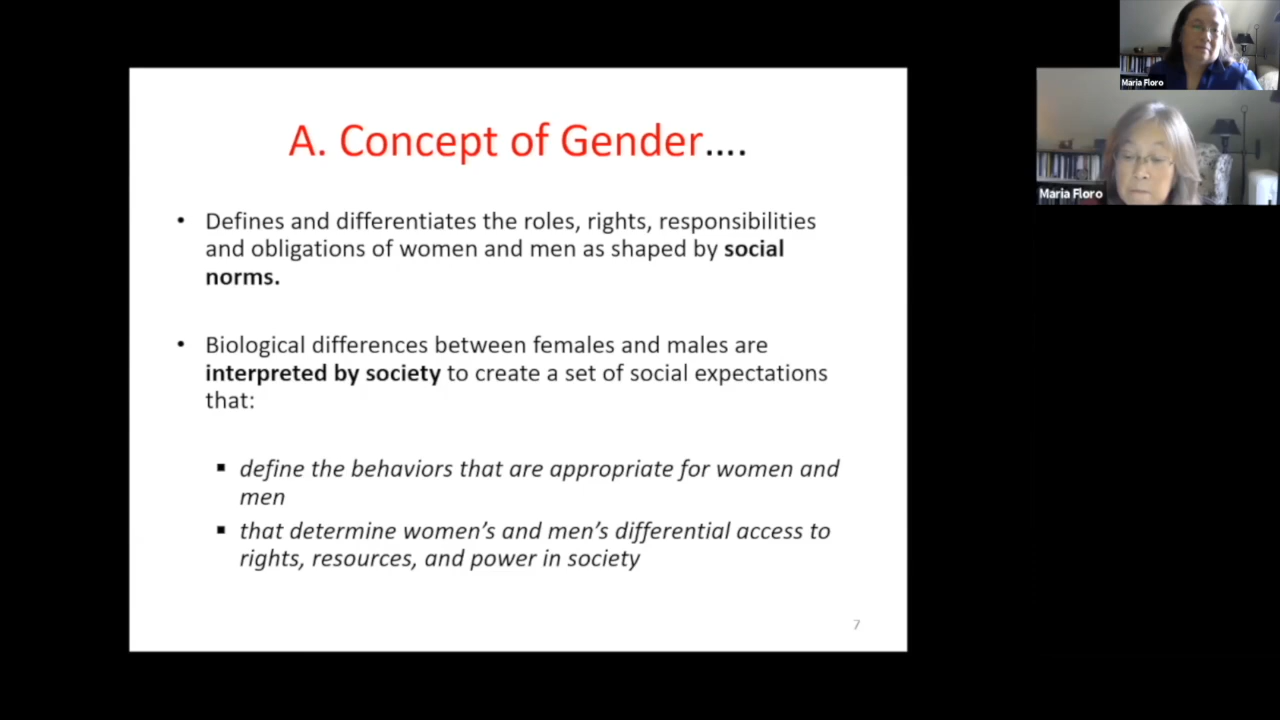 A. Concept of Gender....
• Defines and differentiates the roles, rights, responsibilities
and obligations of women and men as shaped by social
norms.
• Biological differences between females and males are
interpreted by society to create a set of social expectations
that:
▪ define the behaviors that are appropriate for women and
men
▪ that determine women’s and men’s differential access to
rights, resources, and power in society
7
Maria Floro
Maria Floro